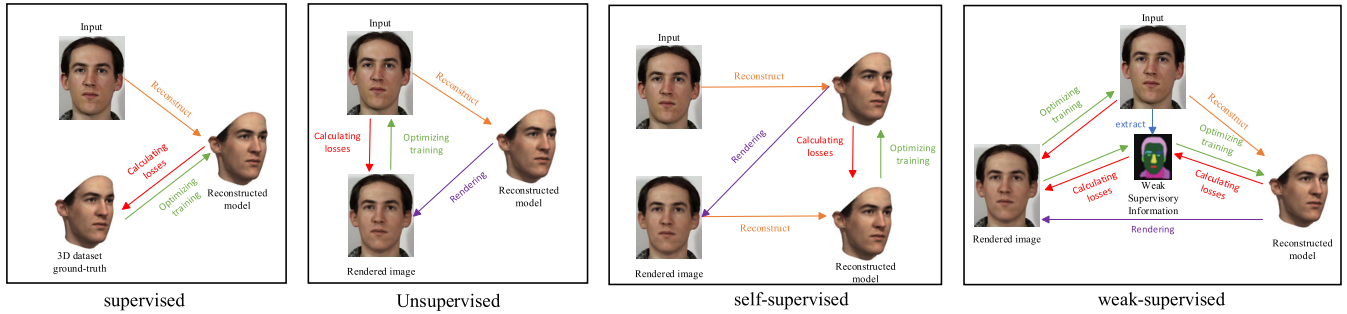 Input
Reconstruct
Calculating
losses
Optimizing
training
Reconstructed
model
3D dataset
ground-truth
supervised
Input
Reconstruct
Calculating
losses
Optimizing
training
Rendering
Reconstructed
model
Rendered image
Unsupervised
Input
Reconstruct
Rendering
Calculating
losses
Optimizing
training
Reconstruct
Rendered image
Reconstructed
model
self-supervised
Input
Optimizing
training
Reconstruct
extract
Optimizing
training
Calculating
losses
Calculating
losses
Weak
Supervisory
Information
Rendering
Rendered image
Reconstructed
model
weak-supervised